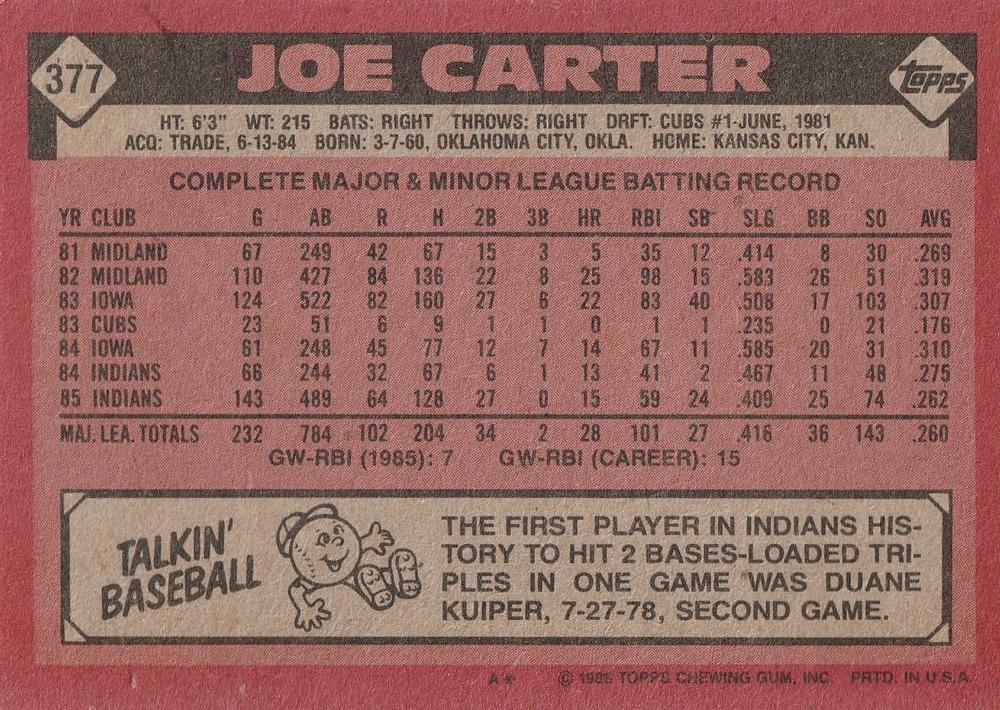 377 JOE CARTER topps
HT: 6'3" WT: 215 BATS: RIGHT THROWS: RIGHT DRFT: CUBS #1-JUNE, 1981
ACQ: TRADE, 6-13-84 BORN: 3-7-60, OKLAHOMA CITY, OKLA. HOME: KANSAS CITY, KAN.
COMPLETE MAJOR & MINOR LEAGUE BATTING RECORD
YR CLUB G AB R H 2B 3B HR RBI SB SLG BB SO AVG
81 MIDLAND 67 249 42 67 15 3 5 35 12 .414 8 30 .269
82 MIDLAND 110 427 84 136 22 8 25 98 15 .583 26 51 .319
83 IOWA 124 522 82 160 27 6 22 83 40 .508 17 103 .307
83 CUBS 23 51 6 9 1 1 0 1 1 .235 0 21 .176
84 IOWA 61 248 45 77 12 7 14 67 11 .585 20 31 .310
84 INDIANS 66 244 32 67 6 1 13 41 2 .467 11 48 .275
85 INDIANS 143 489 64 128 27 0 15 59 24 .409 25 74 .262
MAJ. LEA. TOTALS 232 784 102 204 34 2 28 101 27 .416 36 143 .260
GW-RBI (1985): 7 GW-RBI (CAREER): 15
TALKIN'
BASEBALL
THE FIRST PLAYER IN INDIANS HIS-
TORY TO HIT 2 BASES-LOADED TRI-
PLES IN ONE GAME WAS DUANE
KUIPER, 7-27-78, SECOND GAME.
A* © 1986 TOPPS CHEWING GUM, INC. PRTD. IN U.S.A.